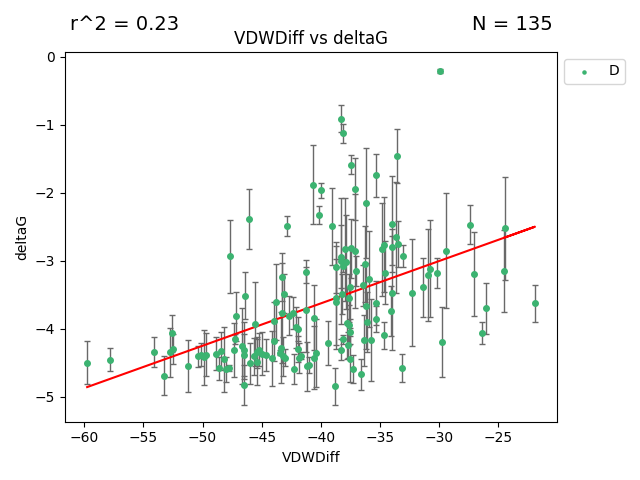 r^2 = 0.23
N = 135
VDWDiff vs deltaG
D
0
−1
−2
−3
−4
−5
deltaG
−60 −55 −50 −45 −40 −35 −30 −25
VDWDiff